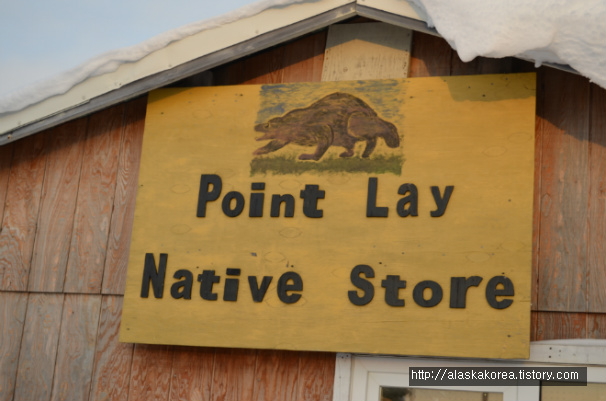 Point Lay
Native Store
http://alaskakorea.tistory.com